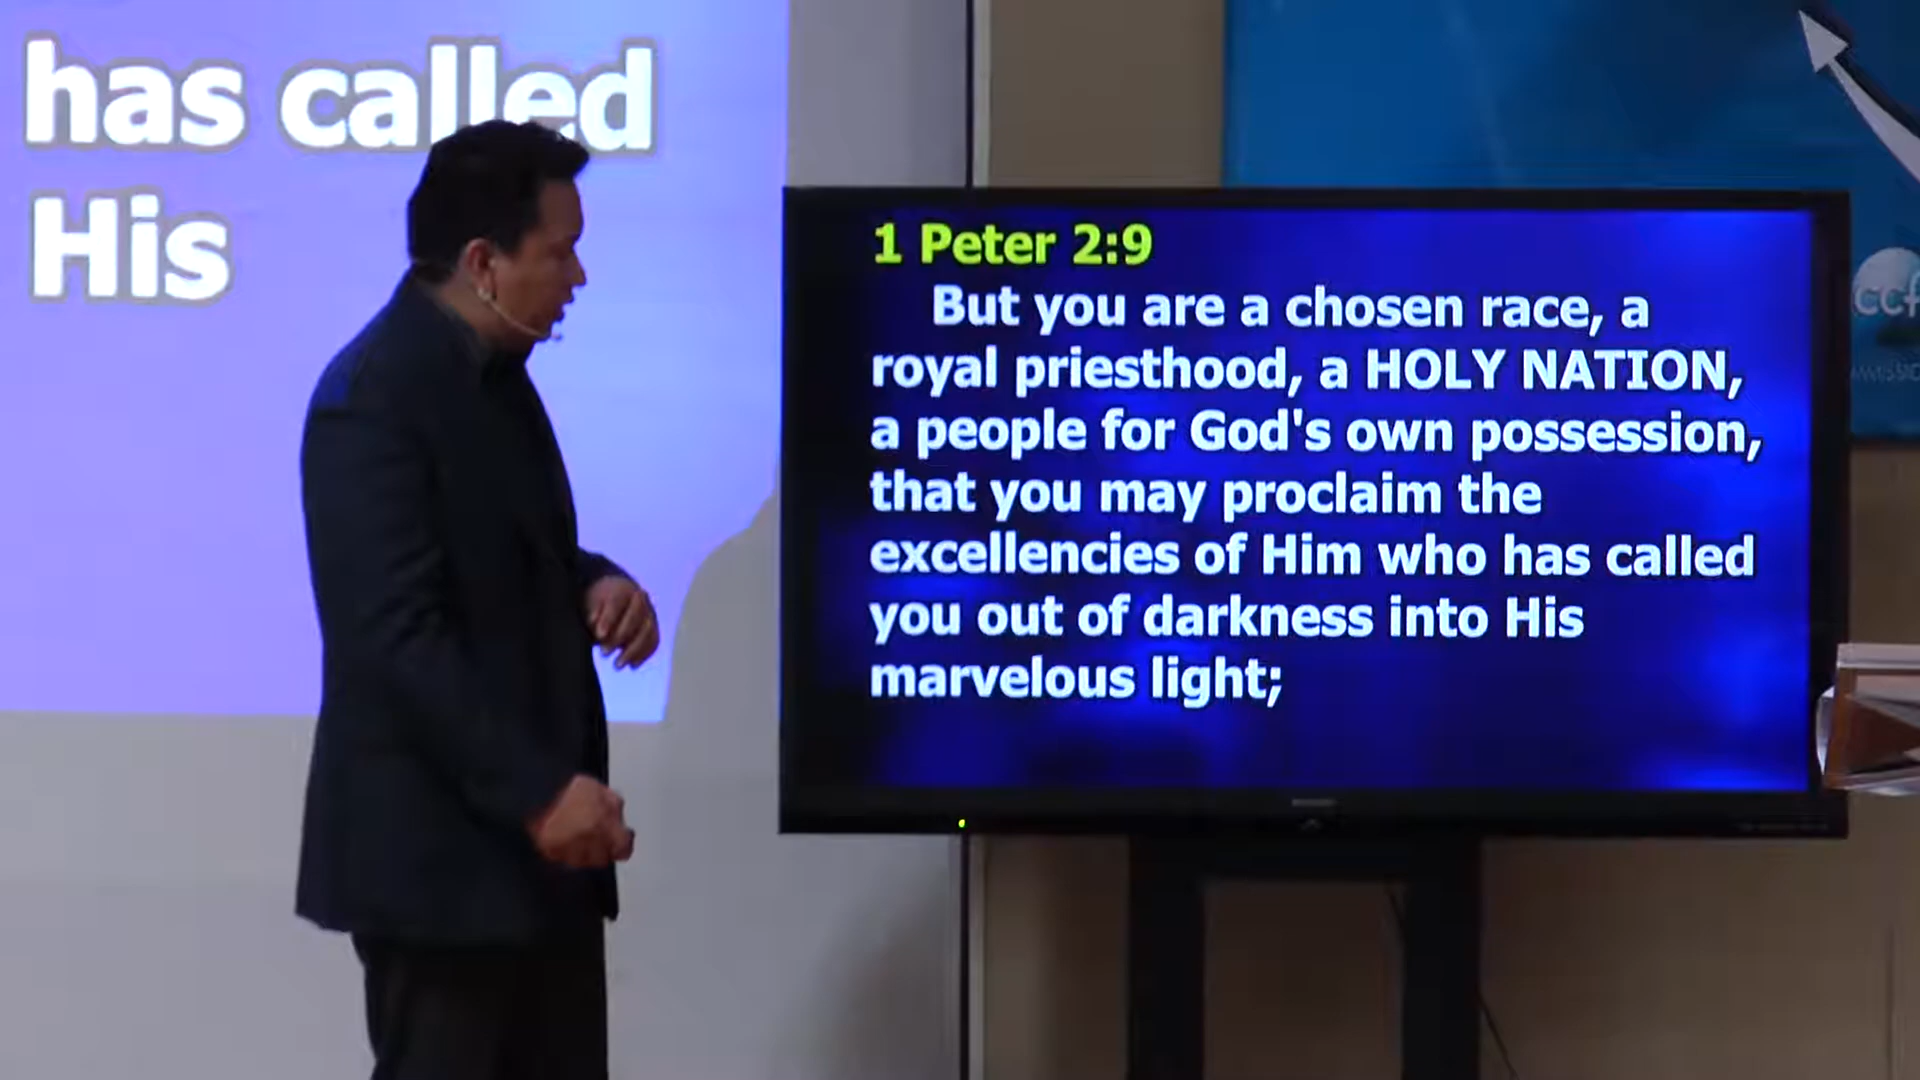 has called
His
1 Peter 2:9
But you are a chosen race, a
royal priesthood, a HOLY NATION,
a people for God's own possession,
that you may proclaim the
excellencies of Him who has called
you out of darkness into His
marvelous light;
ccf